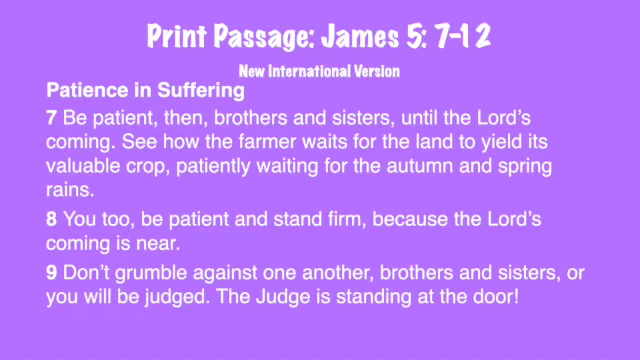 Print Passage: James 5: 7-12
New International Version
Patience in Suffering
7 Be patient, then, brothers and sisters, until the Lord’s
coming. See how the farmer waits for the land to yield its
valuable crop, patiently waiting for the autumn and spring
rains.
8 You too, be patient and stand firm, because the Lord’s
coming is near.
9 Don’t grumble against one another, brothers and sisters, or
you will be judged. The Judge is standing at the door!